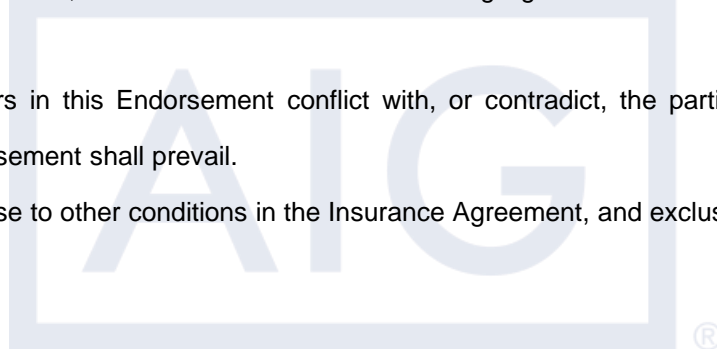 rs in this Endorsement conflict with, or contradict, the parti
sement shall prevail.
se to other conditions in the Insurance Agreement, and exclus
AIG
®